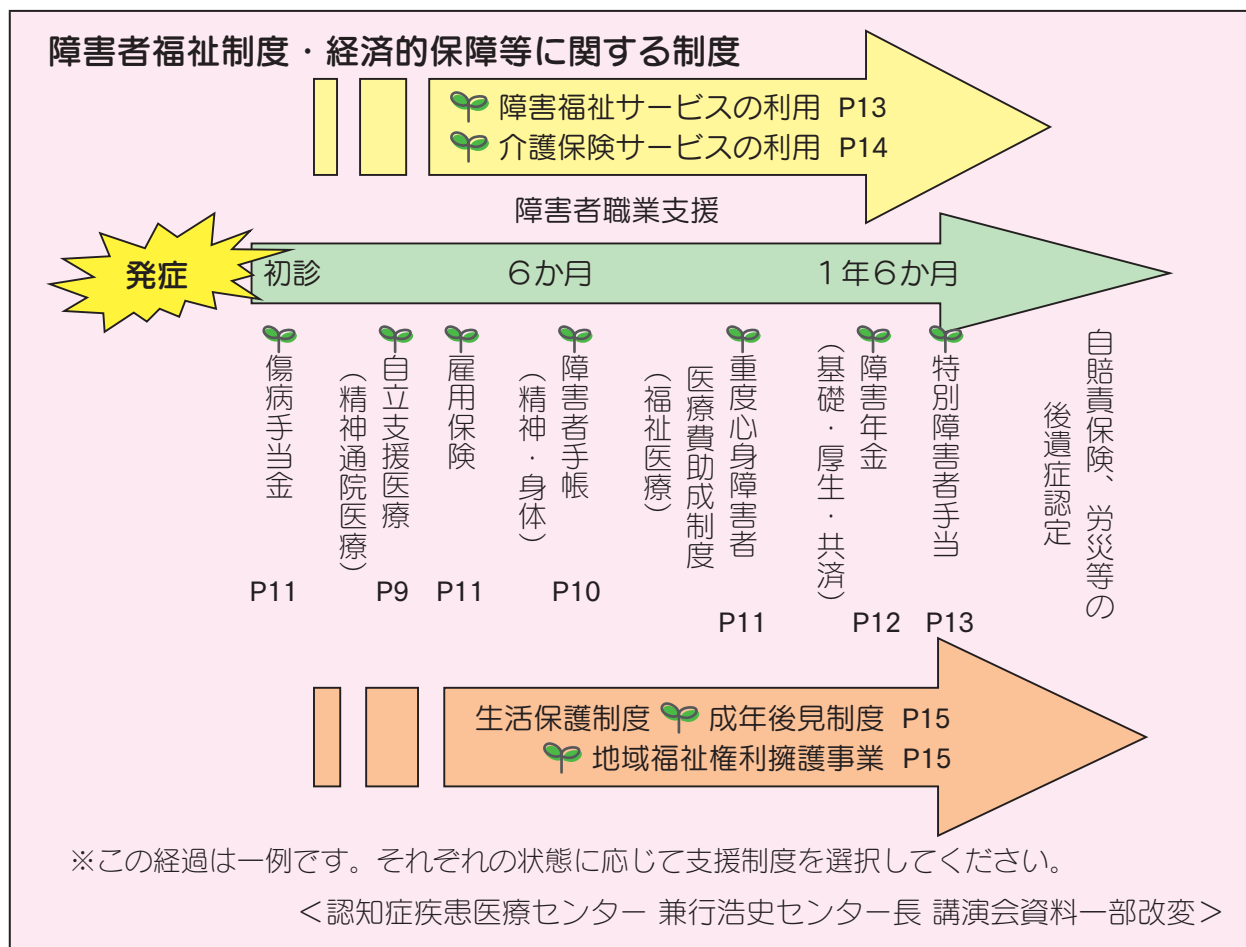 障害者福祉制度・経済的保障等に関する制度
障害福祉サービスの利用 P13
介護保険サービスの利用 P14
障害者職業支援
発症
初診
６か月
１年６か月
傷病手当金
P11
自立支援医療
（精神通院医療）
P9
雇用保険
P11
障害者手帳
（精神・身体）
P10
重度心身障害者
医療費助成制度
（福祉医療）
P11
障害年金
（基礎・厚生・共済）
P12
特別障害者手当
P13
自賠責保険、労災等の
後遺症認定
生活保護制度 成年後見制度 P15
地域福祉権利擁護事業 P15
※この経過は一例です。それぞれの状態に応じて支援制度を選択してください。
＜認知症疾患医療センター 兼行浩史センター長 講演会資料一部改変＞